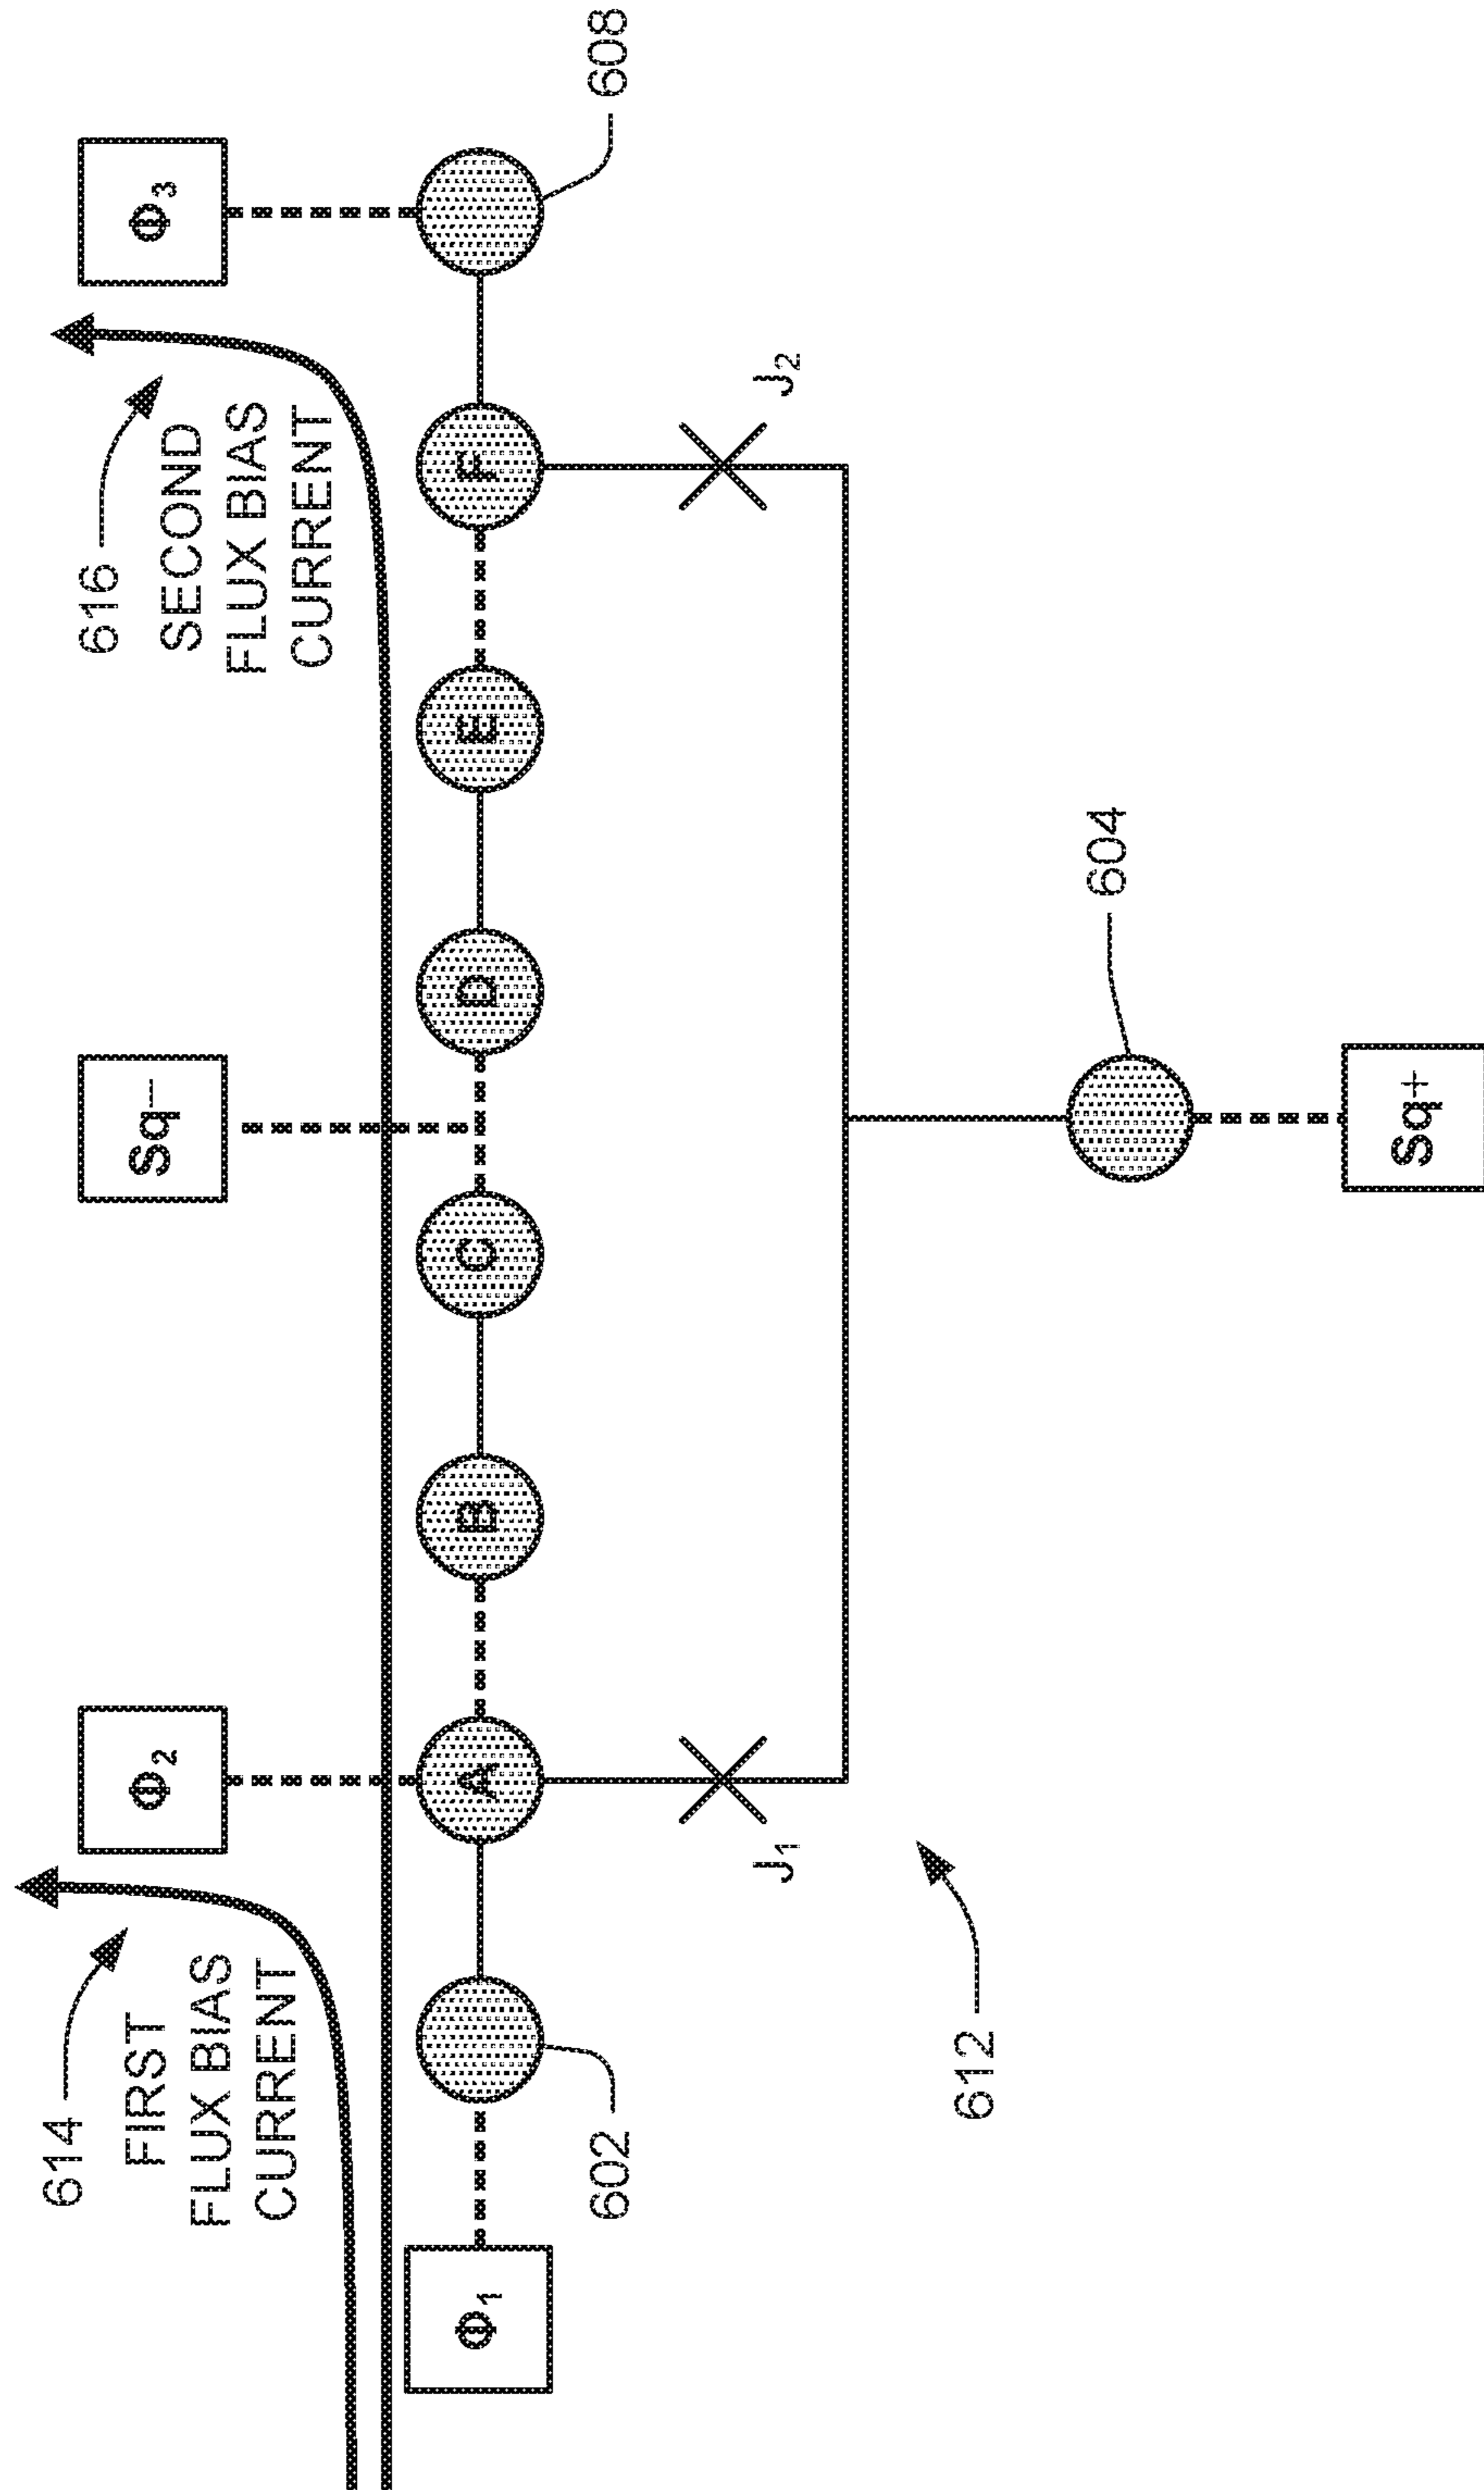 614
FIRST
FLUX BIAS
CURRENT
616
SECOND
FLUX BIAS
CURRENT
Φ₂
Sq−
Φ₃
Φ₁
A
B
C
D
E
F
602
608
J₁
J₂
612
604
Sq+